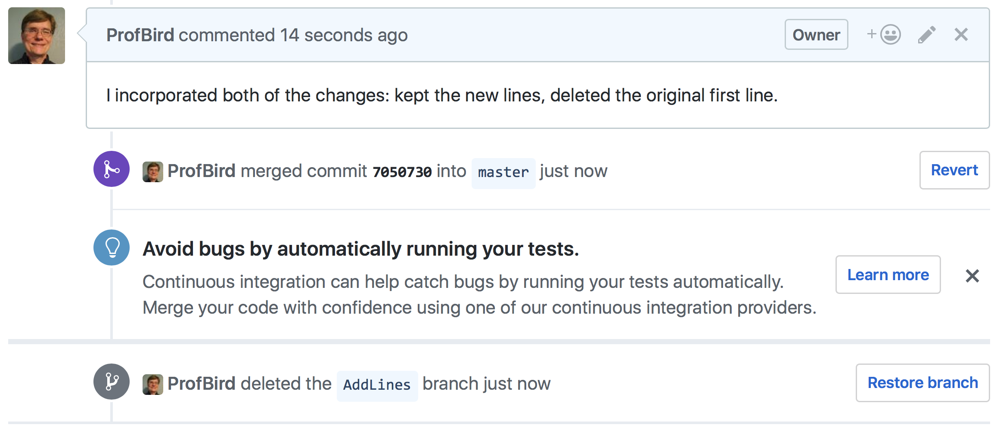 ProfBird commented 14 seconds ago Owner
I incorporated both of the changes: kept the new lines, deleted the original first line.
ProfBird merged commit 7050730 into master just now Revert
Avoid bugs by automatically running your tests.
Continuous integration can help catch bugs by running your tests automatically.
Merge your code with confidence using one of our continuous integration providers.
Learn more
ProfBird deleted the AddLines branch just now Restore branch